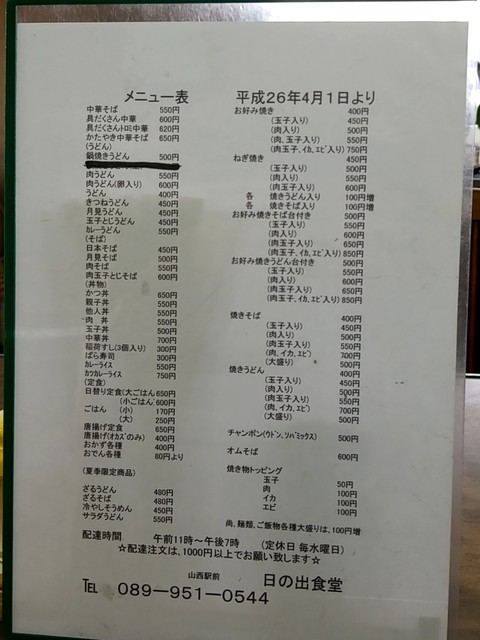 メニュー表
中華そば 550円
具だくさん中華 600円
具だくさんトロミ中華 620円
かたやき中華そば 650円
(うどん)
鍋焼きうどん 500円
肉うどん 550円
肉うどん(卵入り) 600円
うどん 400円
きつねうどん 450円
月見うどん 450円
玉子とじうどん 450円
カレーうどん 550円
(そば)
日本そば 450円
月見そば 500円
肉そば 550円
肉玉子とじそば 600円
(丼物)
かつ丼 650円
親子丼 550円
他人丼 550円
肉 丼 550円
玉子丼 500円
中華丼 700円
稲荷すし(3個入り) 300円
ばら寿司 300円
カレーライス 550円
カツカレーライス 750円
(定食)
日替り定食(大ごはん 650円
(小ごはん 600円
ごはん (小) 170円
(大) 250円
唐揚げ定食 650円
唐揚げ(オカズのみ) 400円
おかず各種 400円
おでん各種 80円より
(夏季限定商品)
ざるうどん 480円
ざるそば 480円
冷やしそうめん 450円
サラダうどん 550円
平成26年4月1日より
お好み焼き 400円
(玉子入り) 450円
(肉入り) 500円
(肉、玉子入り) 550円
(肉玉子、イカ、エビ入り) 750円
ねぎ焼き 450円
(玉子入り) 500円
(肉入り) 550円
(肉玉子入り) 600円
各 焼きうどん入り 100円増
各 焼きそば入り 100円増
お好み焼きそば台付き 500円
(玉子入り) 550円
(肉入り) 600円
(肉玉子入り) 650円
(肉玉子、イカ、エビ入り) 850円
お好み焼きうどん台付き 500円
(玉子入り) 550円
(肉入り) 600円
(肉玉子入り) 650円
(肉玉子、イカ、エビ入り) 850円
焼きそば 400円
(玉子入り) 450円
(肉入り) 500円
(肉玉子入り) 550円
(肉、イカ、エビ) 700円
(大盛り) 500円
焼きうどん 400円
(玉子入り) 450円
(肉入り) 500円
(肉玉子入り) 550円
(肉、イカ、エビ) 700円
(大盛り) 500円
チャンポン(ウドン、ソバミックス) 500円
オムそば 600円
焼き物トッピング
玉子 50円
肉 100円
イカ 100円
エビ 100円
尚、麺類、ご飯物各種大盛りは、100円増
配達時間 午前11時～午後7時 (定休日 毎水曜日)
☆配達注文は、1000円以上でお願い致します☆
山西駅前 日の出食堂
℡ 089-951-0544